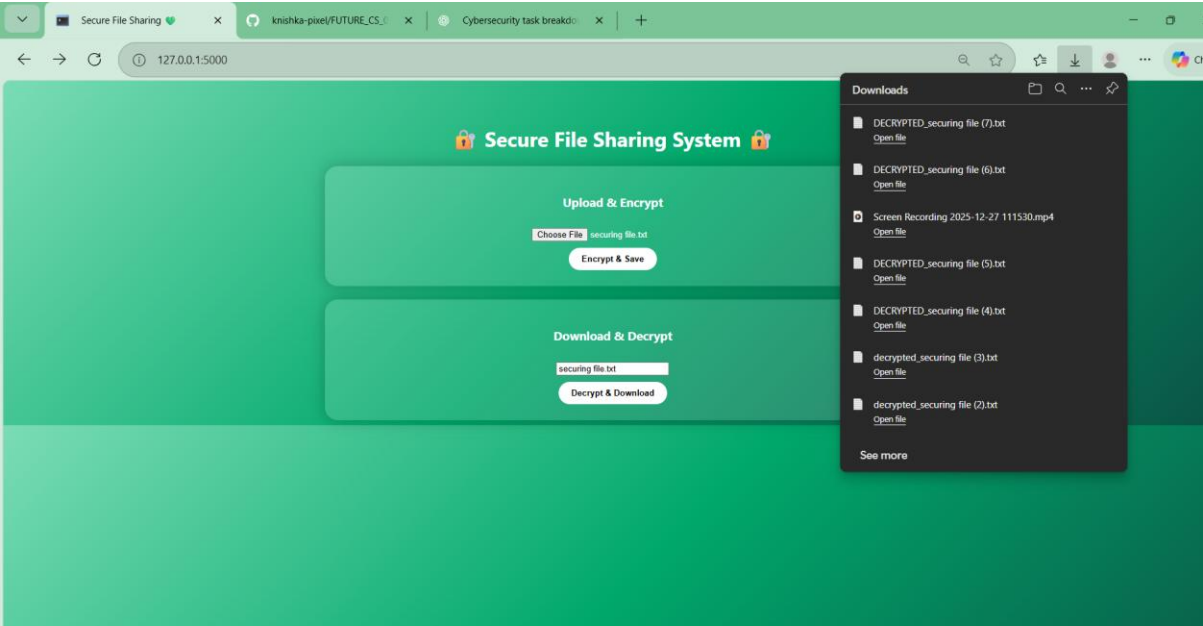 Secure File Sharing 💚
knishka-pixel/FUTURE_CS_
Cybersecurity task breakdo
127.0.0.1:5000
Downloads
DECRYPTED_securing file (7).txt
Open file
DECRYPTED_securing file (6).txt
Open file
Screen Recording 2025-12-27 111530.mp4
Open file
DECRYPTED_securing file (5).txt
Open file
DECRYPTED_securing file (4).txt
Open file
decrypted_securing file (3).txt
Open file
decrypted_securing file (2).txt
Open file
See more
🔐 Secure File Sharing System 🔐
Upload & Encrypt
Choose File securing file.txt
Encrypt & Save
Download & Decrypt
securing file.txt
Decrypt & Download